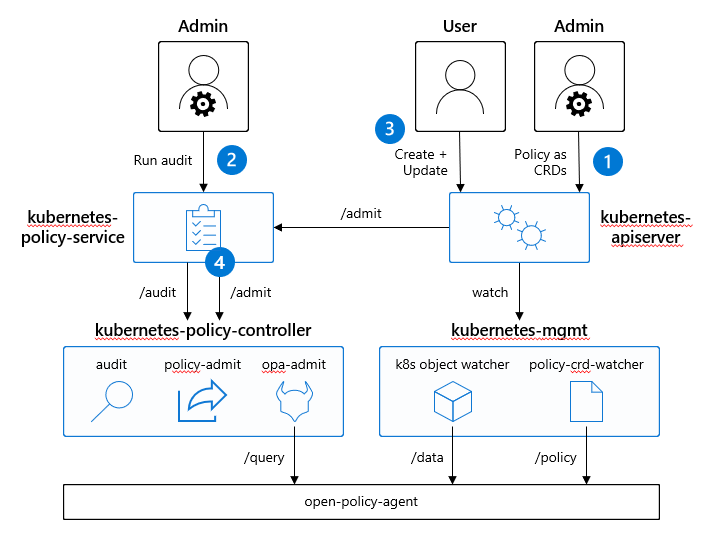 Admin
User
Admin
3
2
1
Run audit
Create +
Update
Policy as
CRDs
kubernetes-
policy-service
/admit
kubernetes-
apiserver
4
/audit
/admit
watch
kubernetes-policy-controller
kubernetes-mgmt
audit
policy-admit
opa-admit
k8s object watcher
policy-crd-watcher
/query
/data
/policy
open-policy-agent